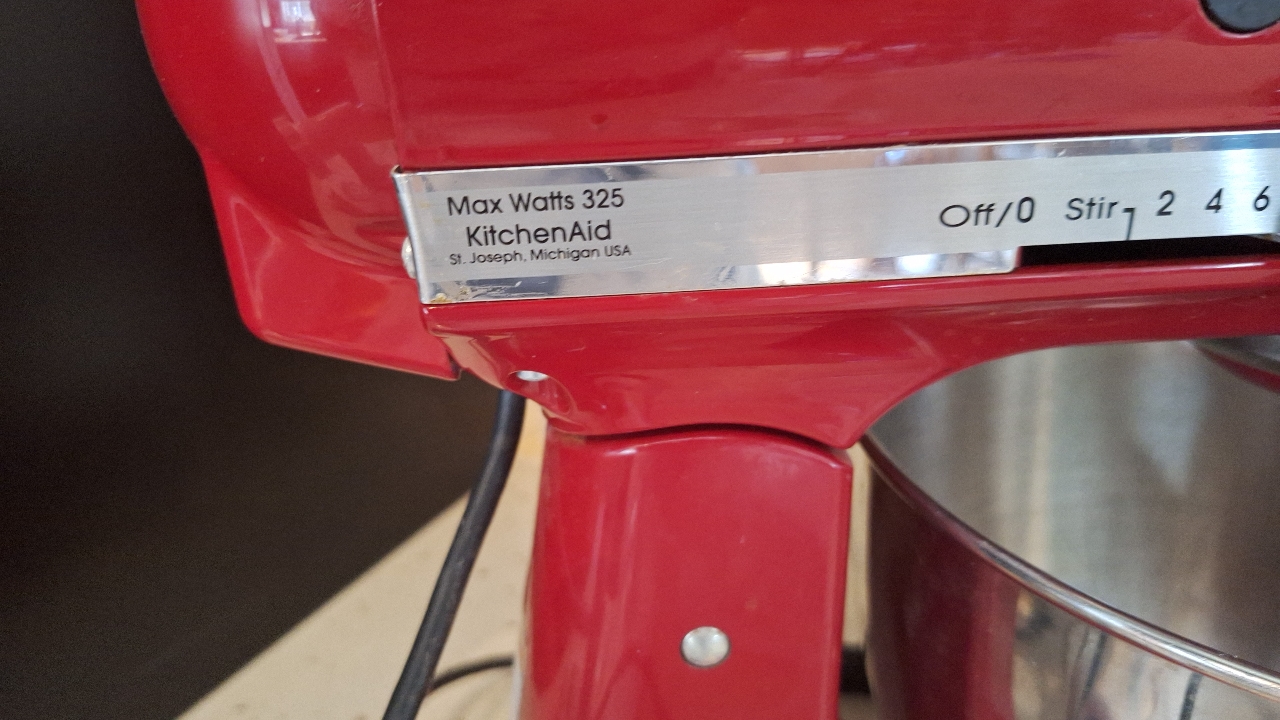 Max Watts 325
KitchenAid
St. Joseph, Michigan USA
Off/0 Stir 2 4 6